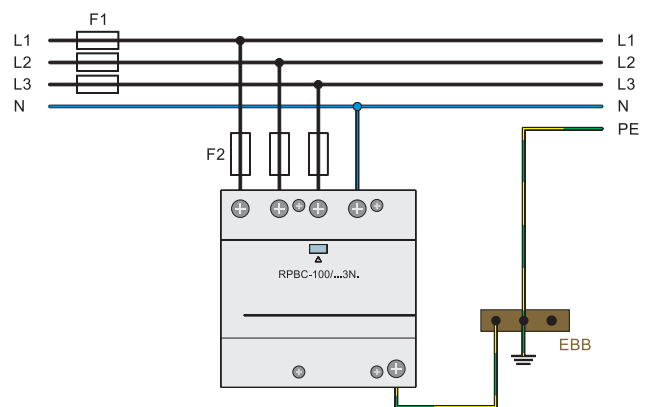 F1
L1 L1
L2 L2
L3 L3
N N
PE
F2
RPBC-100/...3N.
EBB